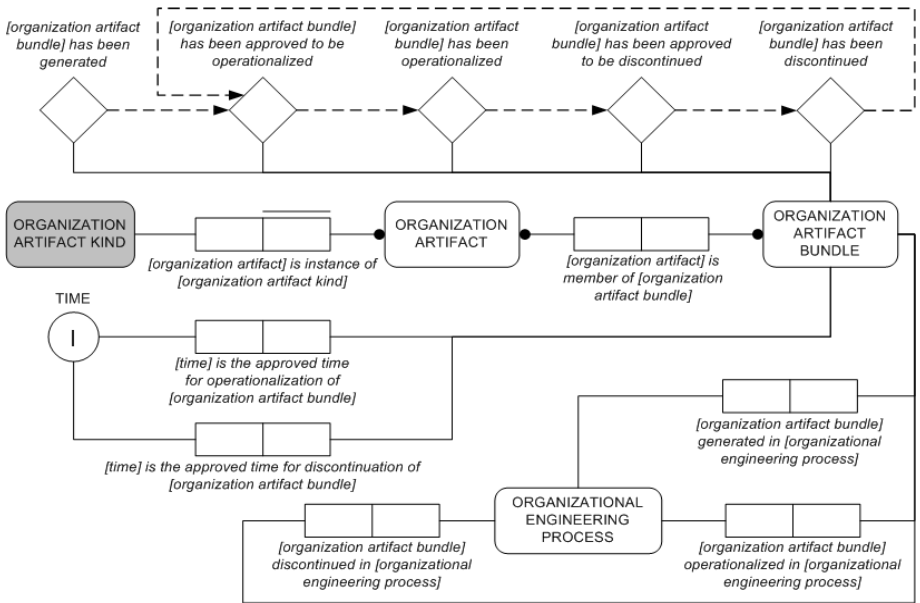 [organization artifact
bundle] has been
generated
[organization artifact bundle]
has been approved to be
operationalized
[organization artifact
bundle] has been
operationalized
[organization artifact
bundle] has been approved
to be discontinued
[organization artifact
bundle] has been
discontinued
ORGANIZATION
ARTIFACT KIND
[organization artifact] is instance of
[organization artifact kind]
ORGANIZATION
ARTIFACT
[organization artifact] is
member of [organization
artifact bundle]
ORGANIZATION
ARTIFACT
BUNDLE
TIME
I
[time] is the approved time
for operationalization of
[organization artifact bundle]
[time] is the approved time for discontinuation of
[organization artifact bundle]
[organization artifact bundle]
generated in [organizational
engineering process]
ORGANIZATIONAL
ENGINEERING
PROCESS
[organization artifact bundle]
discontinued in [organizational
engineering process]
[organization artifact bundle]
operationalized in [organizational
engineering process]